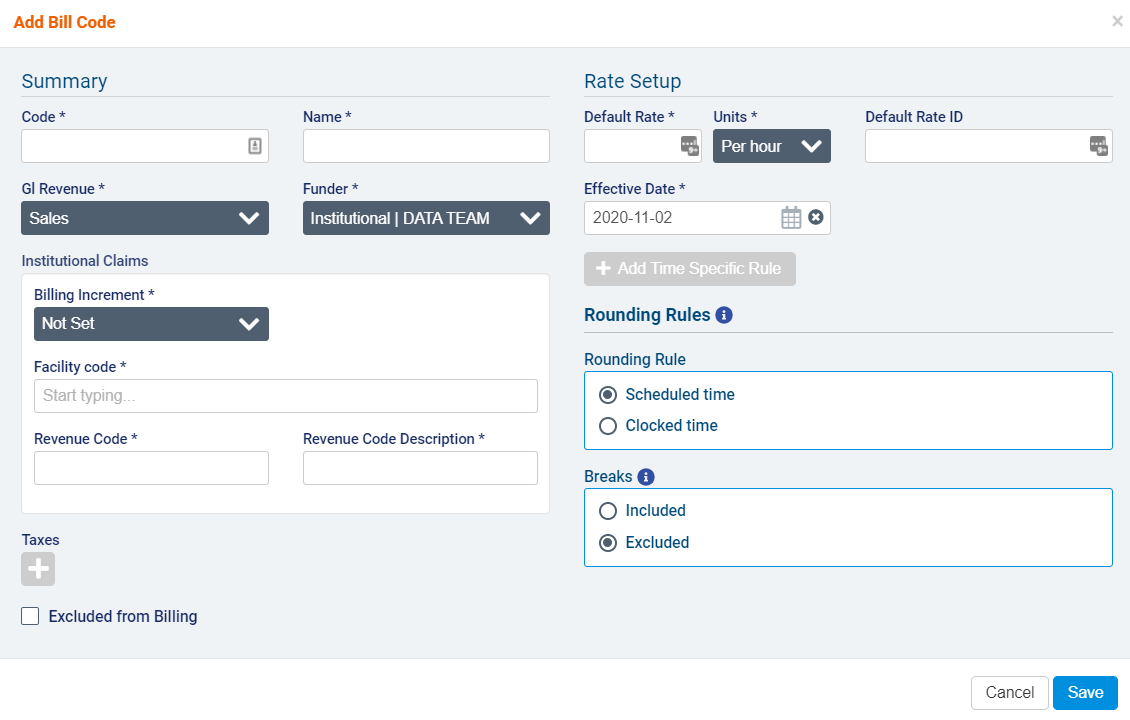 Add Bill Code
×
Summary
Code *
Name *
Gl Revenue *
Sales
Funder *
Institutional | DATA TEAM
Institutional Claims
Billing Increment *
Not Set
Facility code *
Start typing...
Revenue Code *
Revenue Code Description *
Taxes
Excluded from Billing
Rate Setup
Default Rate *
Units *
Per hour
Default Rate ID
Effective Date *
2020-11-02
Add Time Specific Rule
Rounding Rules
Rounding Rule
Scheduled time
Clocked time
Breaks
Included
Excluded
Cancel
Save